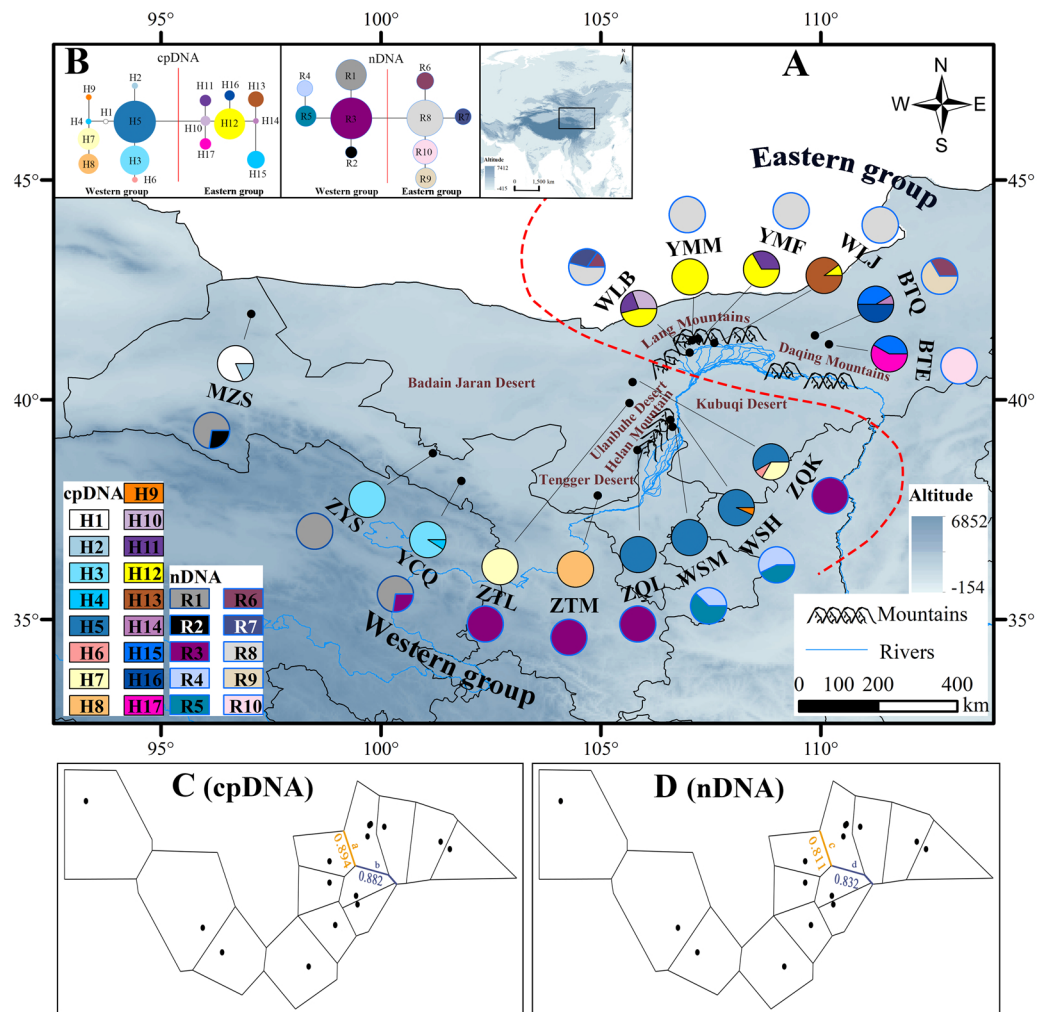 95°
100°
105°
110°
B
cpDNA
H9
H2
H4
H1
H5
H7
H8
H3
H6
Western group
H11
H16
H13
H12
H10
H14
H17
H15
Eastern group
nDNA
R4
R1
R5
R3
R2
Western group
R6
R8
R7
R10
R9
Eastern group
N
Altitude
7412
-415
0
1,500 km
A
N
W
E
S
45°
45°
Eastern group
YMM
YMF
WLJ
WLB
BTQ
BTE
Lang Mountains
Daqing Mountains
MZS
Badain Jaran Desert
40°
40°
Ulanbuhe Desert
Kubuqi Desert
Helan Mountain
Tengger Desert
ZYS
YCQ
ZTL
ZTM
ZQI
WSM
WSH
ZQK
Western group
cpDNA
H9
H1
H10
H2
H11
H3
H12
H4
H13
H5
H14
H6
H15
H7
H16
H8
H17
nDNA
R1
R6
R2
R7
R3
R8
R4
R9
R5
R10
Altitude
6852
-154
35°
35°
Mountains
Rivers
0
100
200
400
km
95°
100°
105°
110°
C (cpDNA)
a
0.894
b
0.882
D (nDNA)
c
0.811
d
0.832